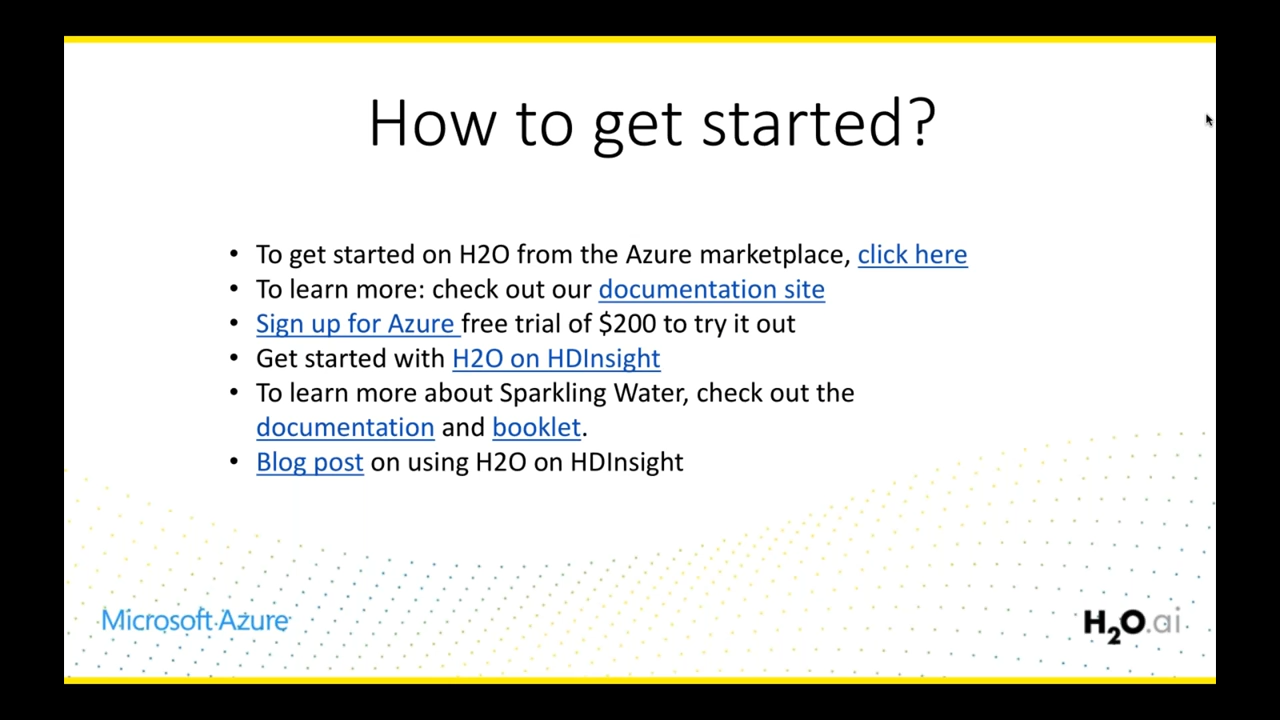 How to get started?
• To get started on H2O from the Azure marketplace, click here
• To learn more: check out our documentation site
• Sign up for Azure free trial of $200 to try it out
• Get started with H2O on HDInsight
• To learn more about Sparkling Water, check out the
documentation and booklet.
• Blog post on using H2O on HDInsight
Microsoft Azure
H2O.ai